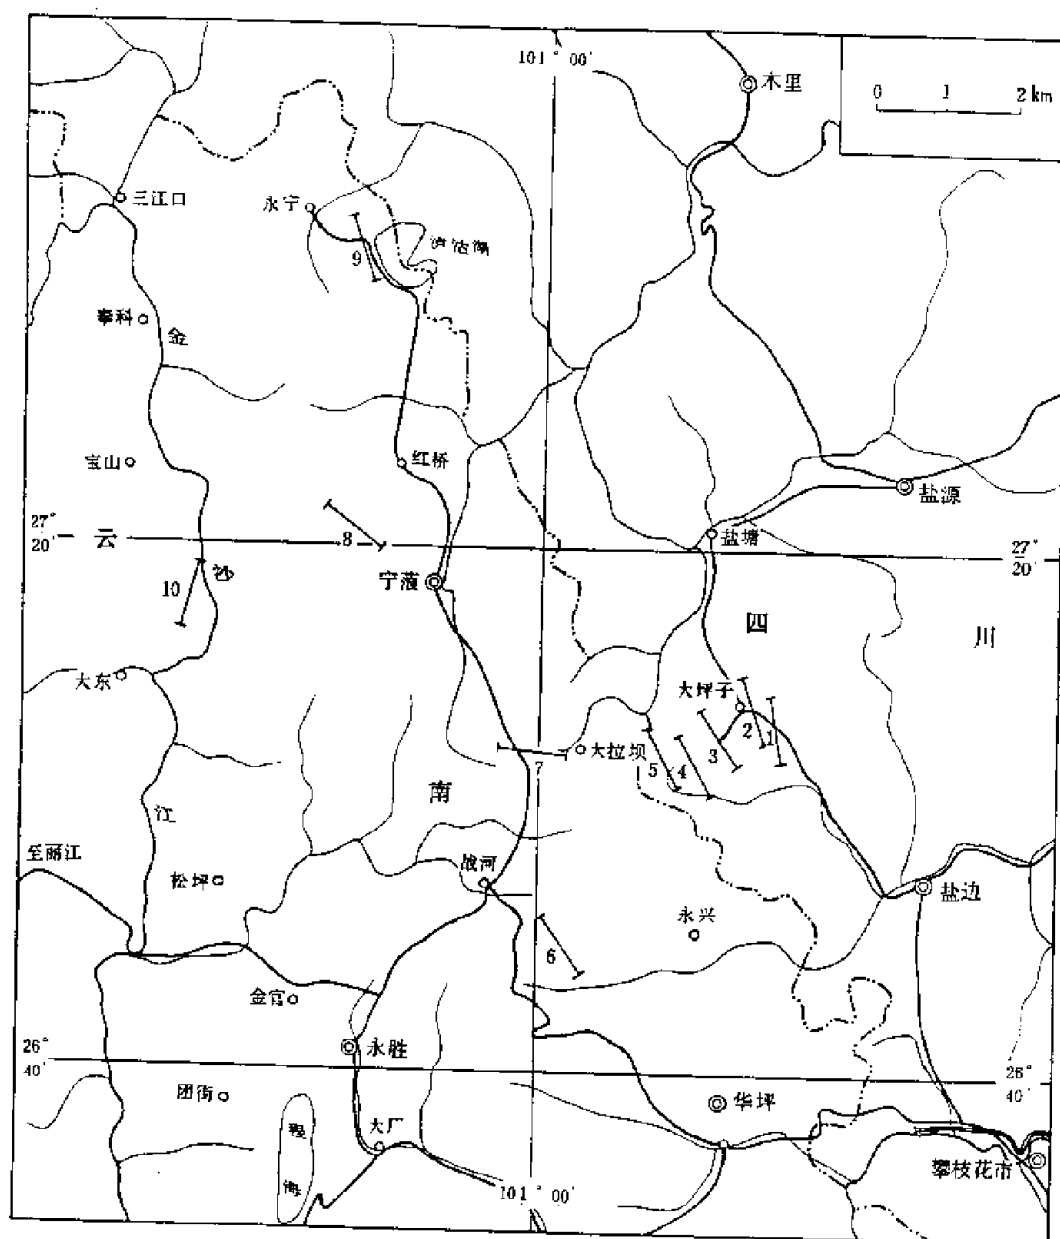 101° 00′
木里
0 1 2 km
三江口
永宁
泸沽湖
9
奉科
金
宝山
红桥
盐源
27°
20′
云
8
盐塘
27°
20′
宁蒗
沙
10
四
川
大东
大坪子
2
1
3
大拉坝
5
4
7
南
江
至丽江
战河
松坪
盐边
永兴
6
金官
26°
40′
永胜
26°
40′
团街
华坪
大厂
程
海
攀枝花市
101° 00′